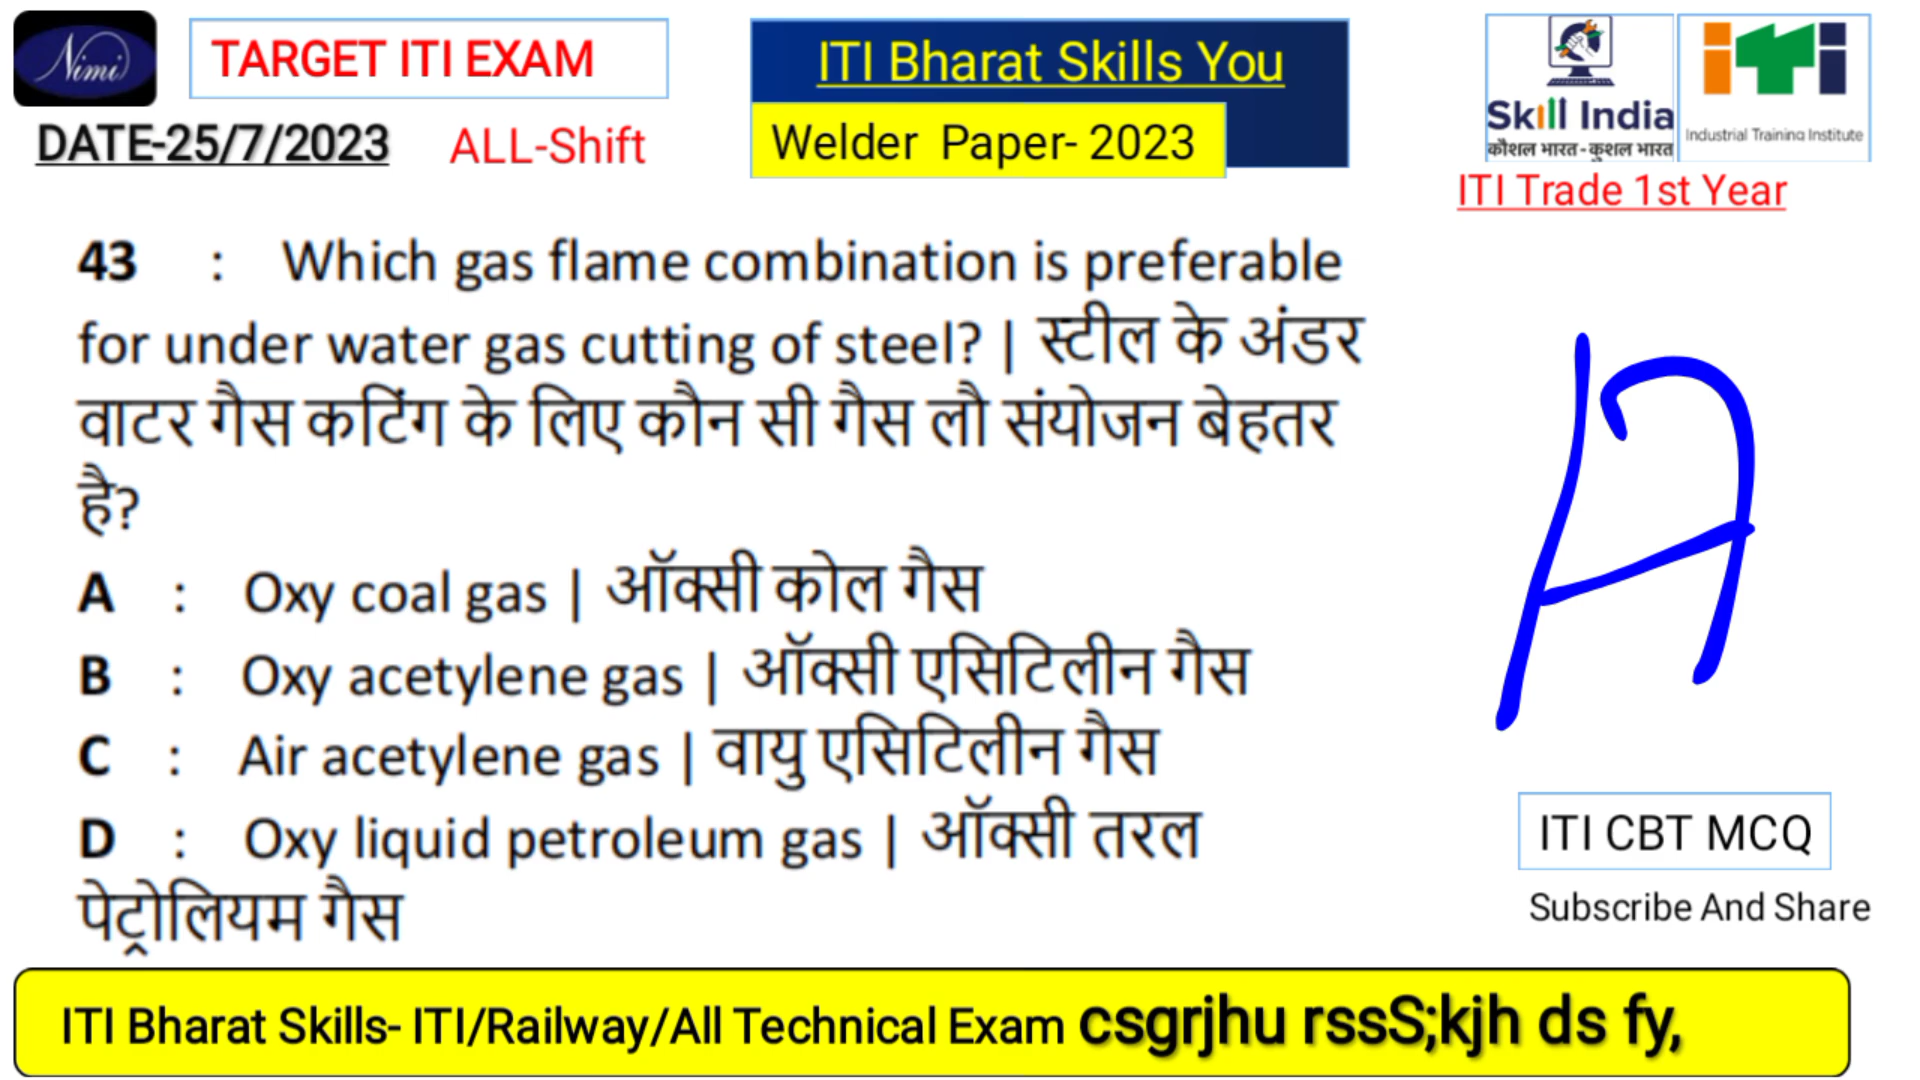 Nimi
TARGET ITI EXAM
ITI Bharat Skills You
DATE-25/7/2023 ALL-Shift
Welder Paper- 2023
Skill India
कौशल भारत - कुशल भारत
iTi
Industrial Training Institute
ITI Trade 1st Year
43 : Which gas flame combination is preferable
for under water gas cutting of steel? | स्टील के अंडर
वाटर गैस कटिंग के लिए कौन सी गैस लौ संयोजन बेहतर
है?
A : Oxy coal gas | ऑक्सी कोल गैस
B : Oxy acetylene gas | ऑक्सी एसिटिलीन गैस
C : Air acetylene gas | वायु एसिटिलीन गैस
D : Oxy liquid petroleum gas | ऑक्सी तरल
पेट्रोलियम गैस
A
ITI CBT MCQ
Subscribe And Share
ITI Bharat Skills- ITI/Railway/All Technical Exam csgrjhu rssS;kjh ds fy,